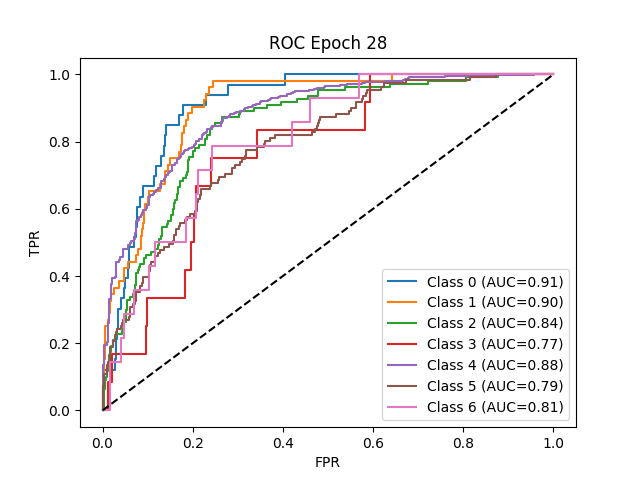 ROC Epoch 28
TPR
1.0
0.8
0.6
0.4
0.2
0.0
0.0 0.2 0.4 0.6 0.8 1.0
FPR
Class 0 (AUC=0.91)
Class 1 (AUC=0.90)
Class 2 (AUC=0.84)
Class 3 (AUC=0.77)
Class 4 (AUC=0.88)
Class 5 (AUC=0.79)
Class 6 (AUC=0.81)